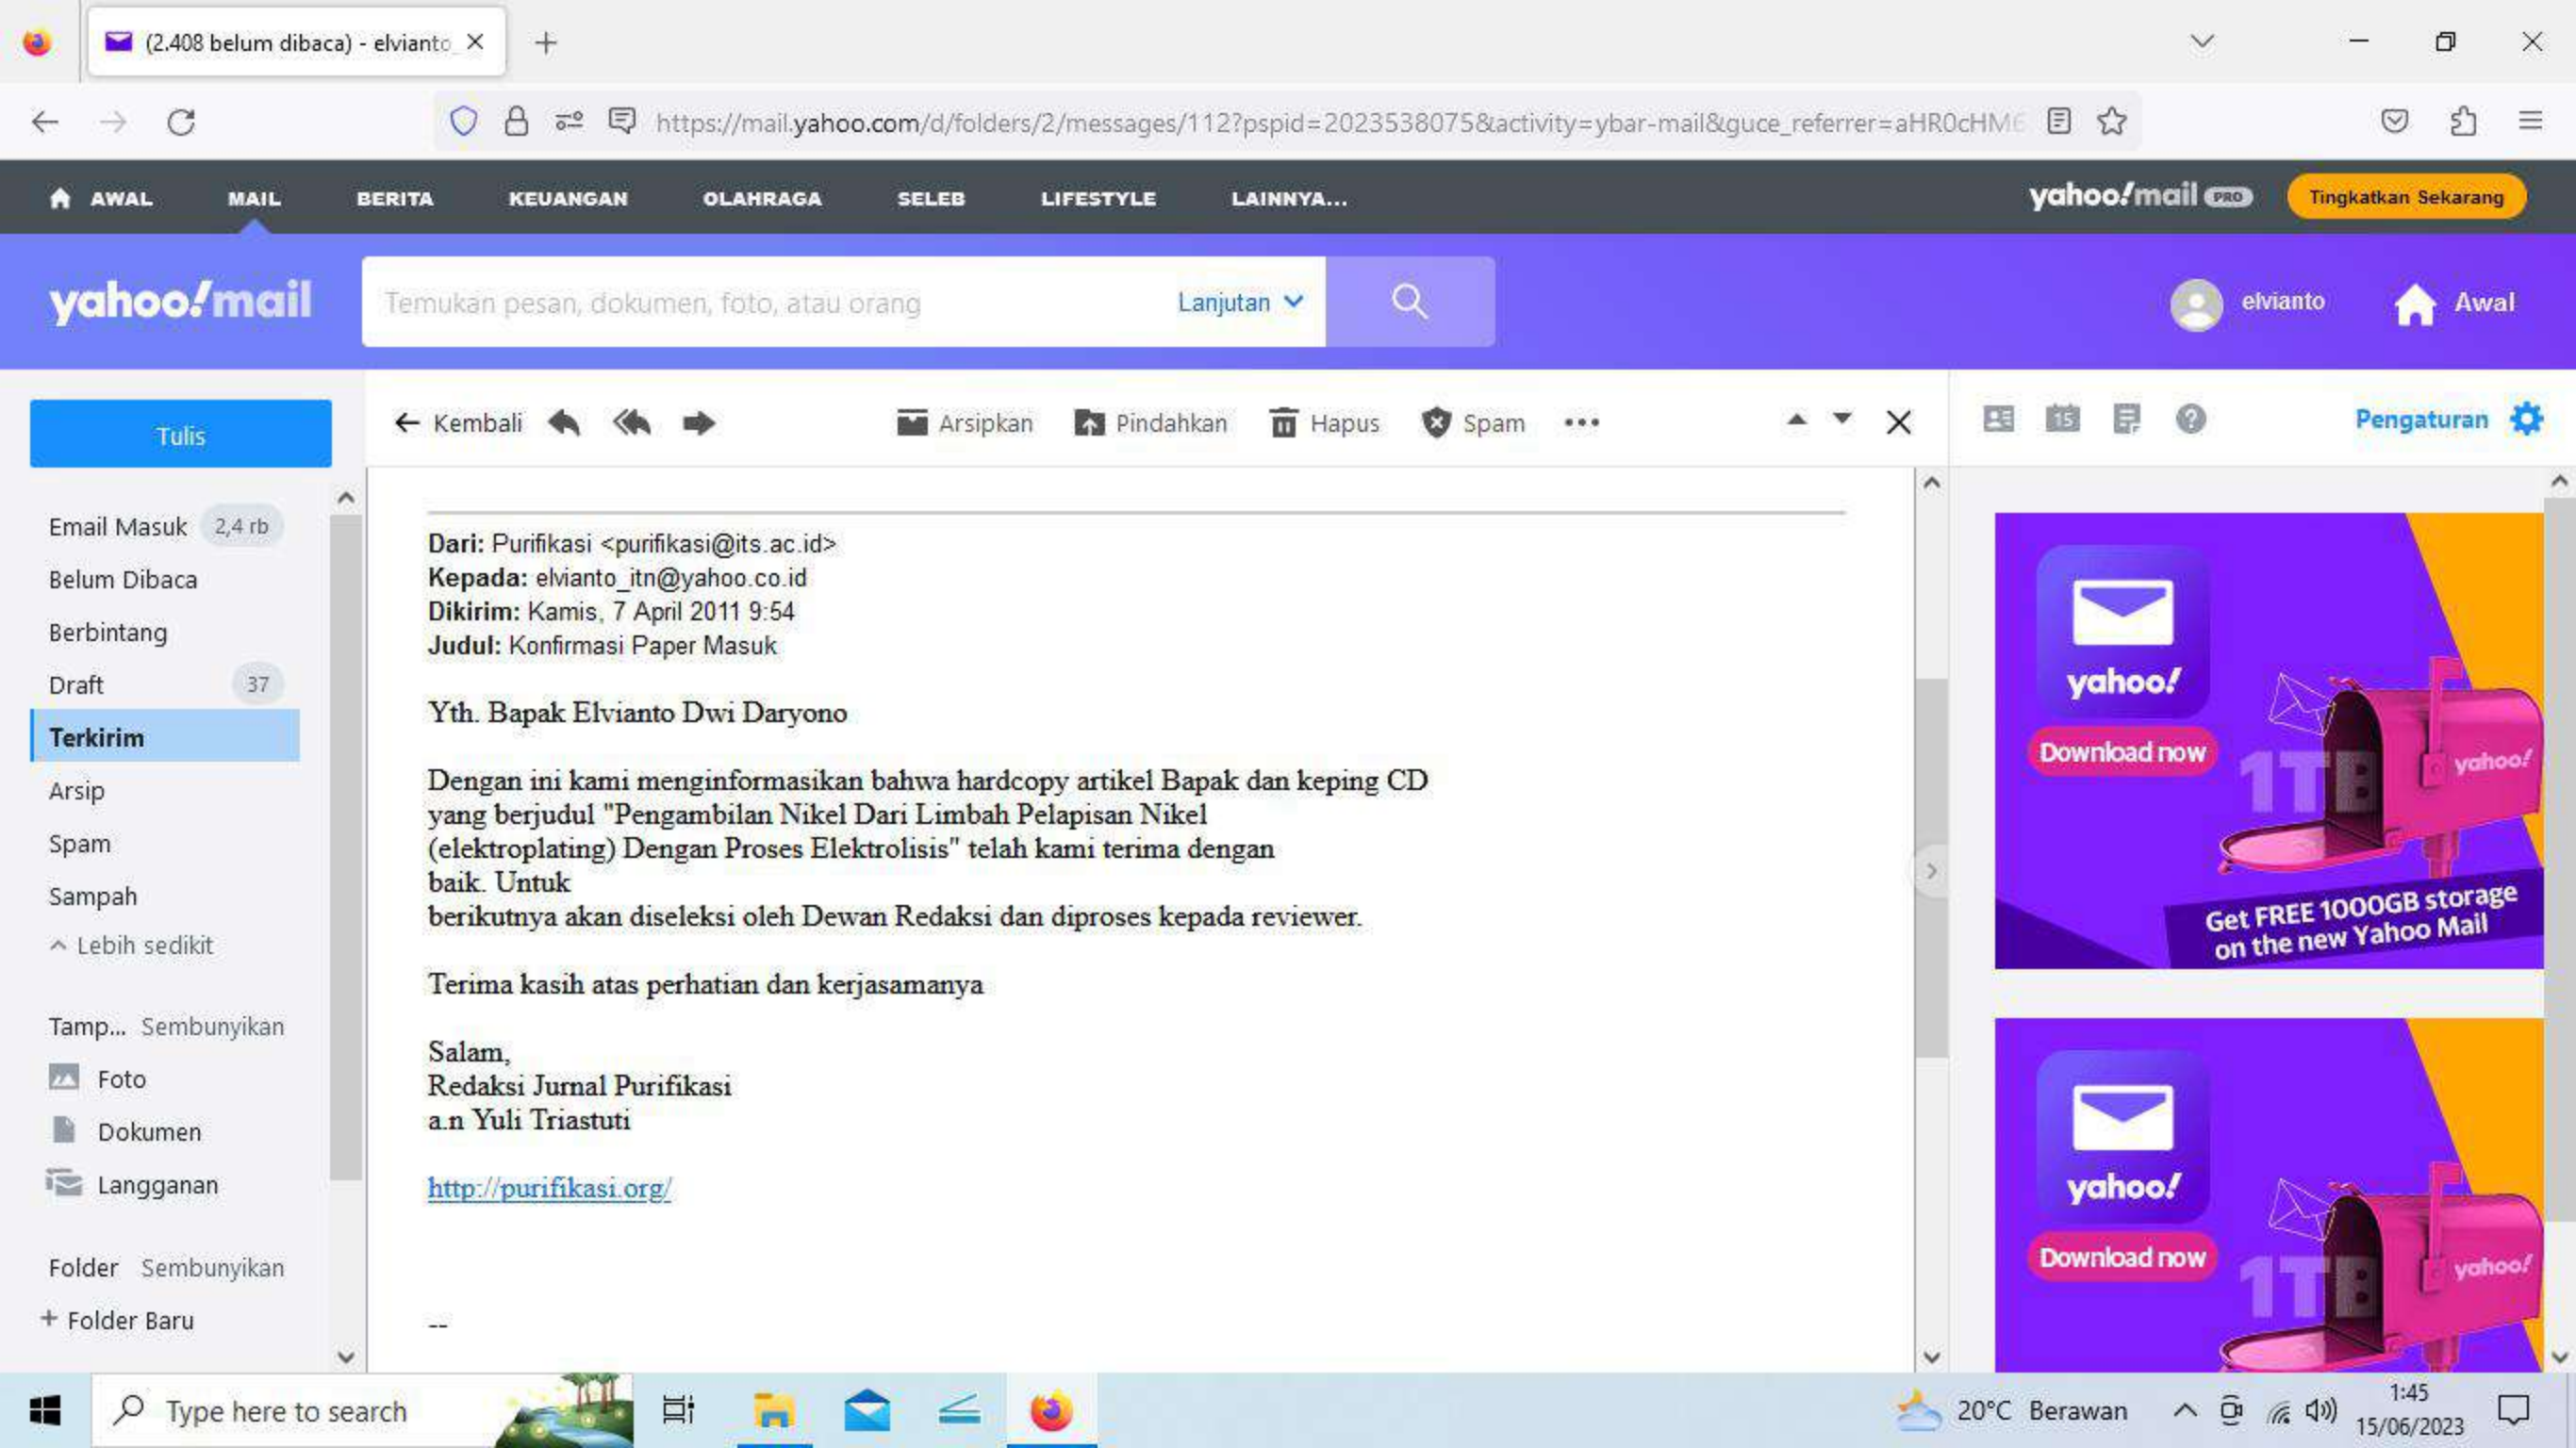 (2.408 belum dibaca) - elvianto_
https://mail.yahoo.com/d/folders/2/messages/112?pspid=2023538075&activity=ybar-mail&guce_referrer=aHR0cHM6
AWAL MAIL BERITA KEUANGAN OLAHRAGA SELEB LIFESTYLE LAINNYA... yahoo!mail PRO Tingkatkan Sekarang
yahoo!mail Temukan pesan, dokumen, foto, atau orang Lanjutan elvianto Awal
Tulis
Kembali Arsipkan Pindahkan Hapus Spam 15 Pengaturan
Email Masuk 2,4 rb
Belum Dibaca
Berbintang
Draft 37
Terkirim
Arsip
Spam
Sampah
Lebih sedikit
Tamp... Sembunyikan
Foto
Dokumen
Langganan
Folder Sembunyikan
+ Folder Baru
Dari: Purifikasi <purifikasi@its.ac.id>
Kepada: elvianto_itn@yahoo.co.id
Dikirim: Kamis, 7 April 2011 9:54
Judul: Konfirmasi Paper Masuk
Yth. Bapak Elvianto Dwi Daryono
Dengan ini kami menginformasikan bahwa hardcopy artikel Bapak dan keping CD
yang berjudul "Pengambilan Nikel Dari Limbah Pelapisan Nikel
(elektroplating) Dengan Proses Elektrolisis" telah kami terima dengan
baik. Untuk
berikutnya akan diseleksi oleh Dewan Redaksi dan diproses kepada reviewer.
Terima kasih atas perhatian dan kerjasamanya
Salam,
Redaksi Jurnal Purifikasi
a.n Yuli Triastuti
http://purifikasi.org/
--
yahoo!
Download now
1TB
yahoo!
Get FREE 1000GB storage
on the new Yahoo Mail
yahoo!
Download now
1TB
yahoo!
Type here to search
20°C Berawan
1:45
15/06/2023